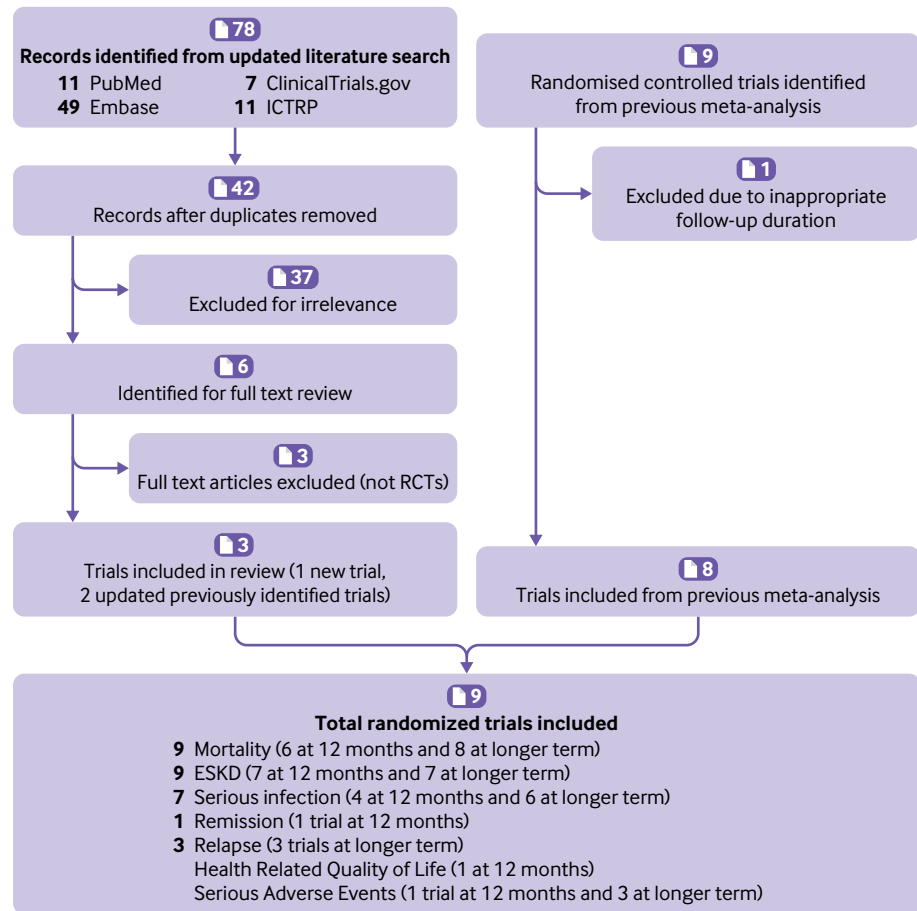 78
Records identified from updated literature search
11 PubMed
7 ClinicalTrials.gov
49 Embase
11 ICTRP
42
Records after duplicates removed
37
Excluded for irrelevance
6
Identified for full text review
3
Full text articles excluded (not RCTs)
3
Trials included in review (1 new trial,
2 updated previously identified trials)
9
Randomised controlled trials identified
from previous meta-analysis
1
Excluded due to inappropriate
follow-up duration
8
Trials included from previous meta-analysis
9
Total randomized trials included
9 Mortality (6 at 12 months and 8 at longer term)
9 ESKD (7 at 12 months and 7 at longer term)
7 Serious infection (4 at 12 months and 6 at longer term)
1 Remission (1 trial at 12 months)
3 Relapse (3 trials at longer term)
Health Related Quality of Life (1 at 12 months)
Serious Adverse Events (1 trial at 12 months and 3 at longer term)